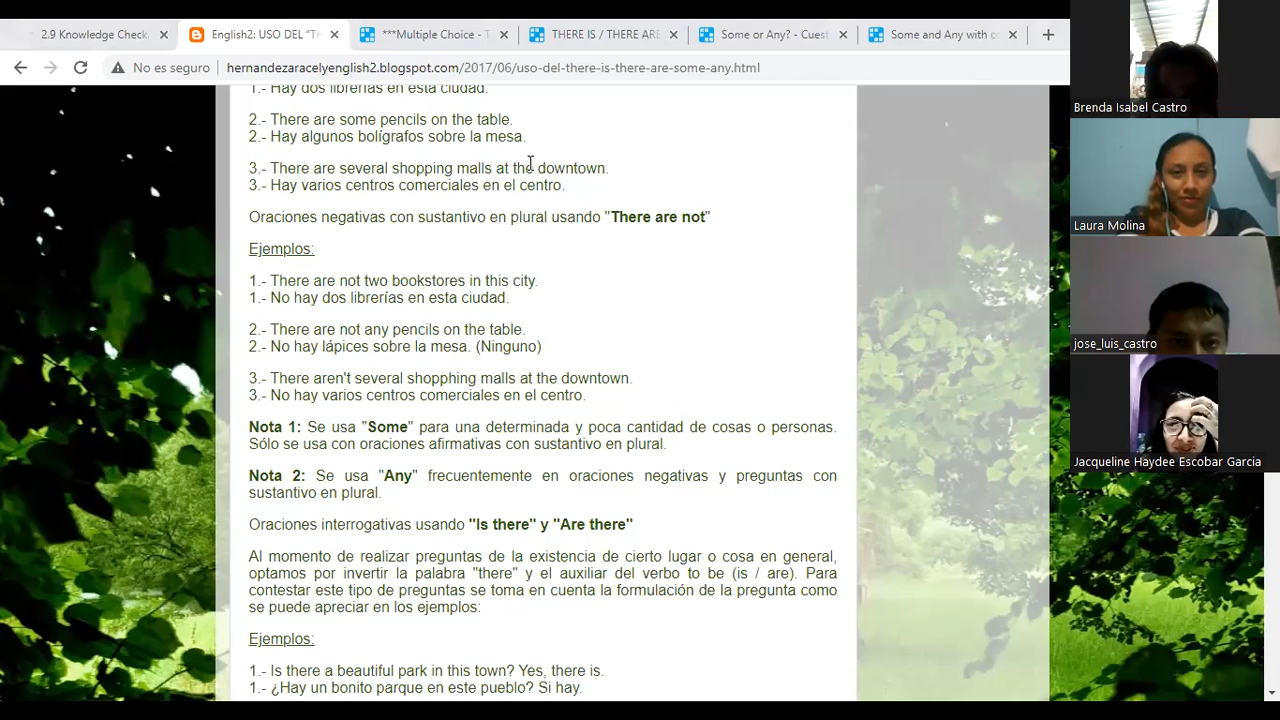 2.9 Knowledge Check
English2: USO DEL "TH
***Multiple Choice - T
THERE IS / THERE ARE
Some or Any? - Cuest
Some and Any with co
No es seguro
hernandezaracelyenglish2.blogspot.com/2017/06/uso-del-there-is-there-are-some-any.html
1.- Hay dos librerías en esta ciudad.
2.- There are some pencils on the table.
2.- Hay algunos bolígrafos sobre la mesa.
3.- There are several shopping malls at the downtown.
3.- Hay varios centros comerciales en el centro.
Oraciones negativas con sustantivo en plural usando "There are not"
Ejemplos:
1.- There are not two bookstores in this city.
1.- No hay dos librerías en esta ciudad.
2.- There are not any pencils on the table.
2.- No hay lápices sobre la mesa. (Ninguno)
3.- There aren't several shopphing malls at the downtown.
3.- No hay varios centros comerciales en el centro.
Nota 1: Se usa "Some" para una determinada y poca cantidad de cosas o personas.
Sólo se usa con oraciones afirmativas con sustantivo en plural.
Nota 2: Se usa "Any" frecuentemente en oraciones negativas y preguntas con
sustantivo en plural.
Oraciones interrogativas usando "Is there" y "Are there"
Al momento de realizar preguntas de la existencia de cierto lugar o cosa en general,
optamos por invertir la palabra "there" y el auxiliar del verbo to be (is / are). Para
contestar este tipo de preguntas se toma en cuenta la formulación de la pregunta como
se puede apreciar en los ejemplos:
Ejemplos:
1.- Is there a beautiful park in this town? Yes, there is.
1.- ¿Hay un bonito parque en este pueblo? Si hay.
Brenda Isabel Castro
Laura Molina
jose_luis_castro
Jacqueline Haydee Escobar Garcia